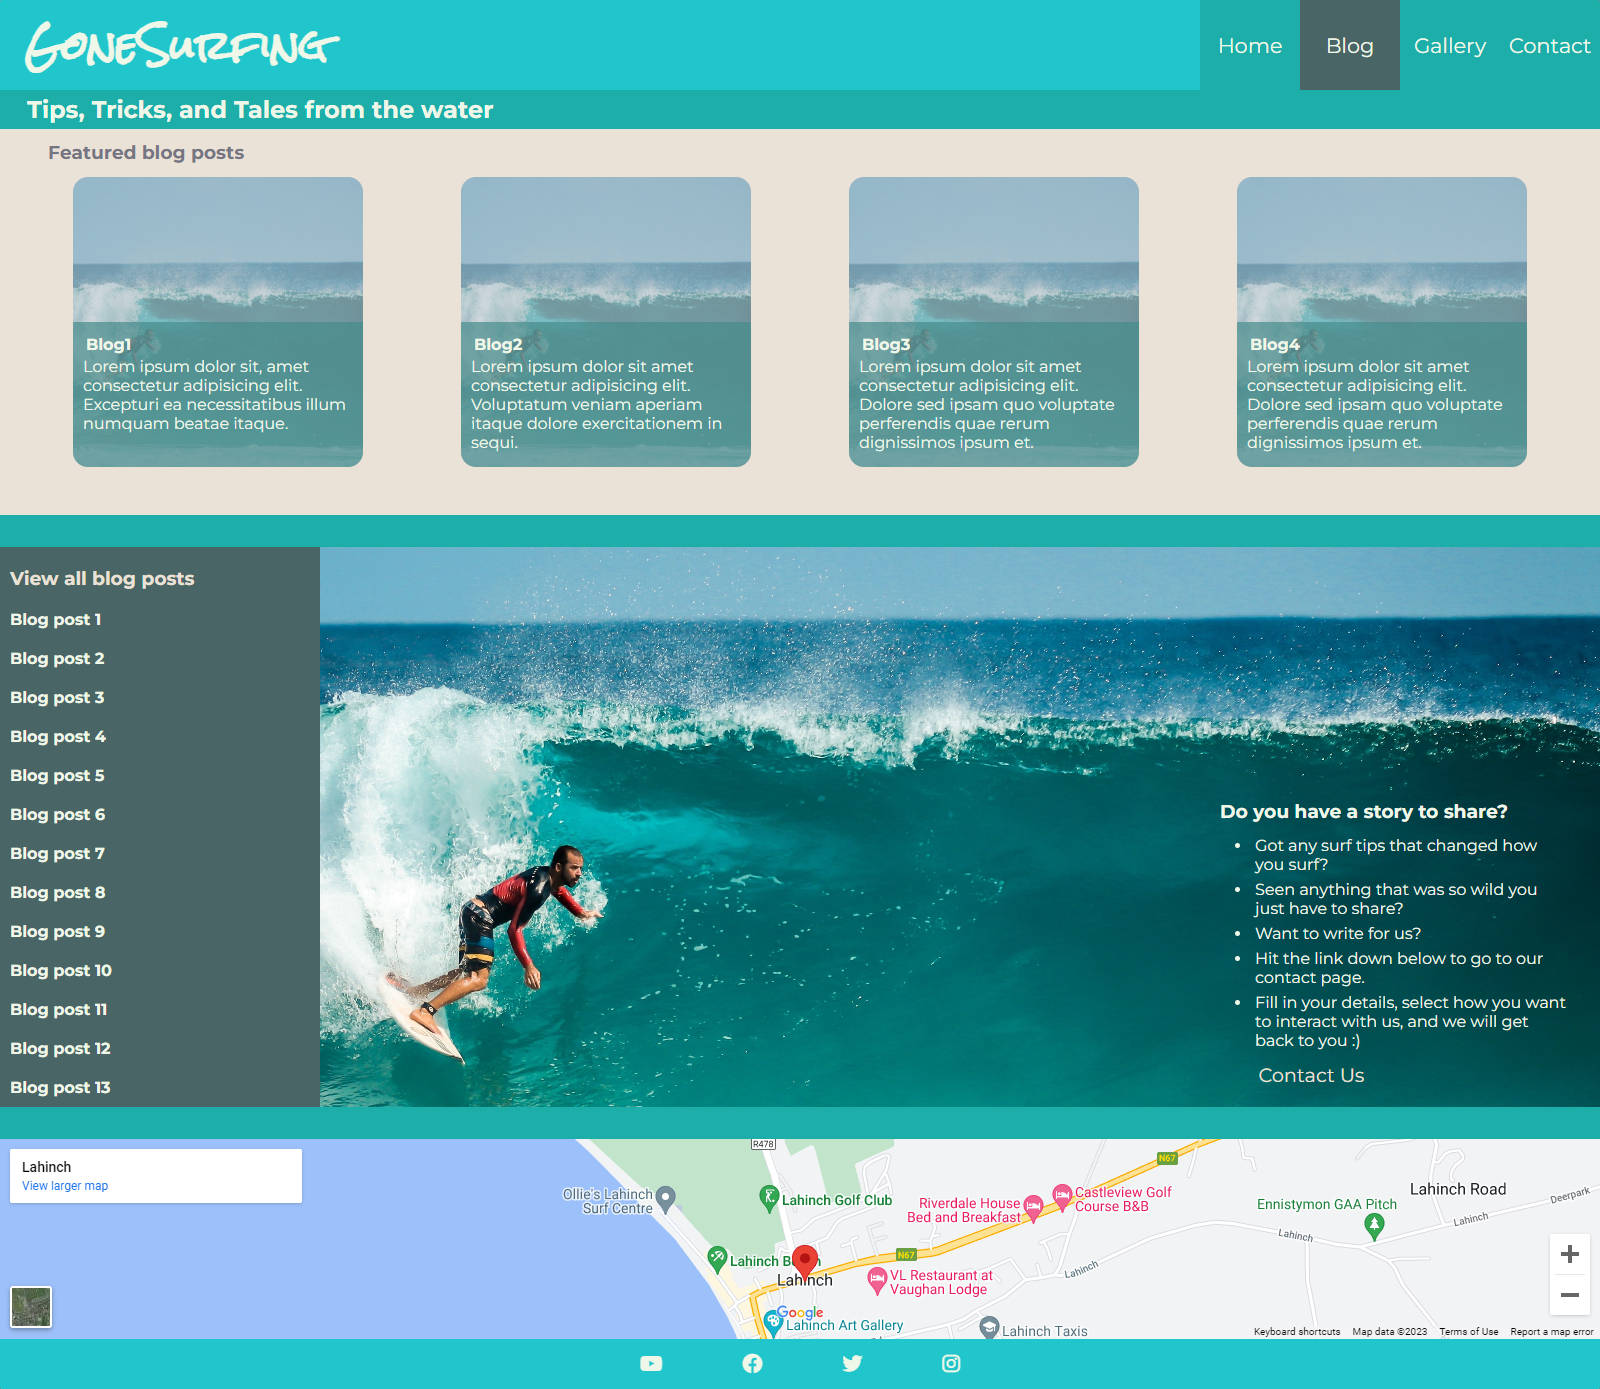 GoneSurfing
Home
Blog
Gallery
Contact
Tips, Tricks, and Tales from the water
Featured blog posts
Blog1
Lorem ipsum dolor sit, amet
consectetur adipisicing elit.
Excepturi ea necessitatibus illum
numquam beatae itaque.
Blog2
Lorem ipsum dolor sit amet
consectetur adipisicing elit.
Voluptatum veniam aperiam
itaque dolore exercitationem in
sequi.
Blog3
Lorem ipsum dolor sit amet
consectetur adipisicing elit.
Dolore sed ipsam quo voluptate
perferendis quae rerum
dignissimos ipsum et.
Blog4
Lorem ipsum dolor sit amet
consectetur adipisicing elit.
Dolore sed ipsam quo voluptate
perferendis quae rerum
dignissimos ipsum et.
View all blog posts
Blog post 1
Blog post 2
Blog post 3
Blog post 4
Blog post 5
Blog post 6
Blog post 7
Blog post 8
Blog post 9
Blog post 10
Blog post 11
Blog post 12
Blog post 13
Do you have a story to share?
• Got any surf tips that changed how
you surf?
• Seen anything that was so wild you
just have to share?
• Want to write for us?
• Hit the link down below to go to our
contact page.
• Fill in your details, select how you want
to interact with us, and we will get
back to you :)
Contact Us
Lahinch
View larger map
R478
N67
Ollie's Lahinch
Surf Centre
Lahinch Golf Club
Riverdale House
Bed and Breakfast
Castleview Golf
Course B&B
Ennistymon GAA Pitch
Lahinch Road
Deerpark
Lahinch
Lahinch
Lahinch
N67
Lahinch
Lahinch
VL Restaurant at
Vaughan Lodge
Google
Lahinch Art Gallery
Lahinch Taxis
Keyboard shortcuts
Map data ©2023
Terms of Use
Report a map error